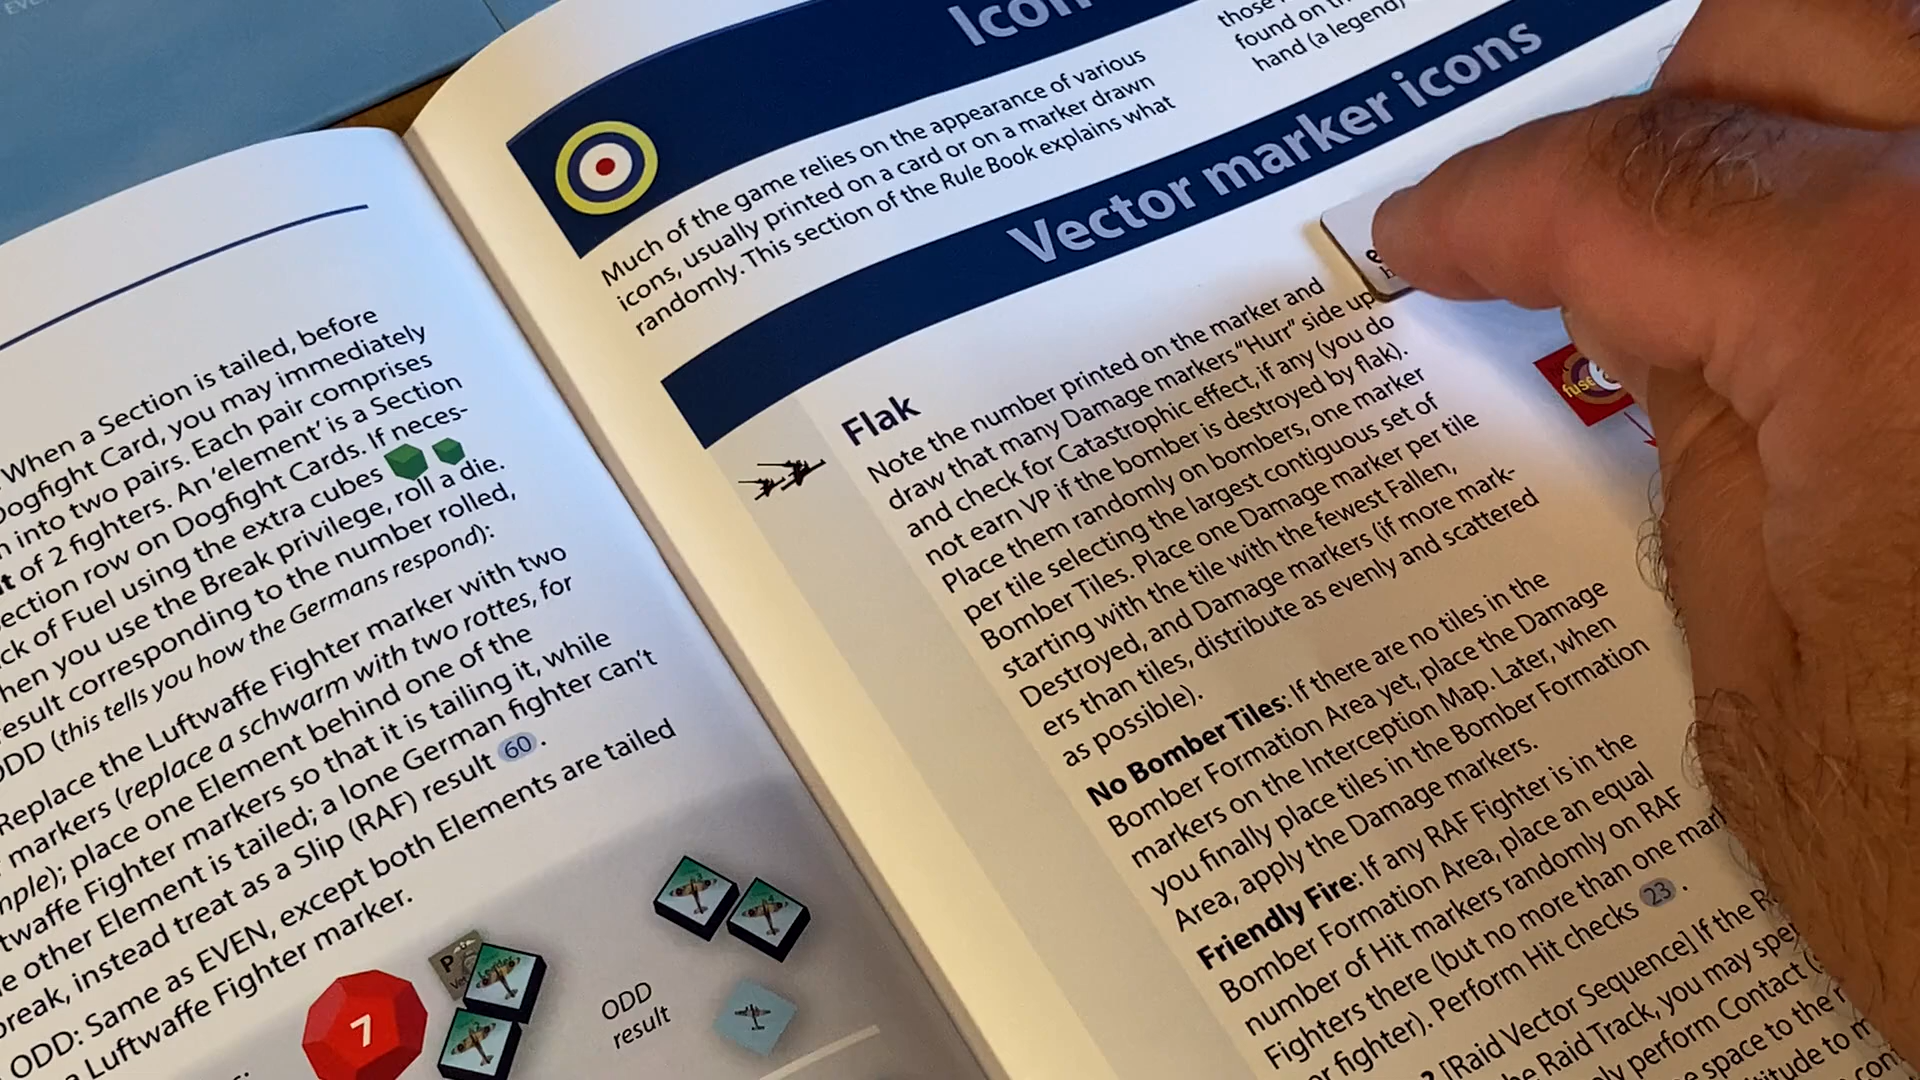 When a Section is tailed, before
Dogfight Card, you may immediately
into two pairs. Each pair comprises
of 2 fighters. An 'element' is a Section
row on Dogfight Cards. If neces-
of Fuel using the extra cubes
you use the Break privilege, roll a die.
result corresponding to the number rolled,
(this tells you how the Germans respond):
Replace the Luftwaffe Fighter marker with two
markers (replace a schwarm with two rottes, for
place one Element behind one of the
Fighter markers so that it is tailing it, while
other Element is tailed; a lone German fighter can't
break, instead treat as a Slip (RAF) result 60.
ODD: Same as EVEN, except both Elements are tailed
a Luftwaffe Fighter marker.
7
ODD
result
Much of the game relies on the appearance of various
icons, usually printed on a card or on a marker drawn
randomly. This section of the Rule Book explains what
those
found on
hand (a legend)
Vector marker icons
Flak
Note the number printed on the marker and
draw that many Damage markers "Hurr" side up
and check for Catastrophic effect, if any (you do
not earn VP if the bomber is destroyed by flak).
Place them randomly on bombers, one marker
per tile selecting the largest contiguous set of
Bomber Tiles. Place one Damage marker per tile
starting with the tile with the fewest Fallen,
Destroyed, and Damage markers (if more mark-
ers than tiles, distribute as evenly and scattered
as possible).
No Bomber Tiles: If there are no tiles in the
Bomber Formation Area yet, place the Damage
markers on the Interception Map. Later, when
you finally place tiles in the Bomber Formation
Area, apply the Damage markers.
Friendly Fire: If any RAF Fighter is in the
Bomber Formation Area, place an equal
number of Hit markers randomly on RAF
Fighters there (but no more than one
fighter). Perform Hit checks 23.
[Raid Vector Sequence] If the
the Raid Track, you may
perform Contact
space to the
fuse